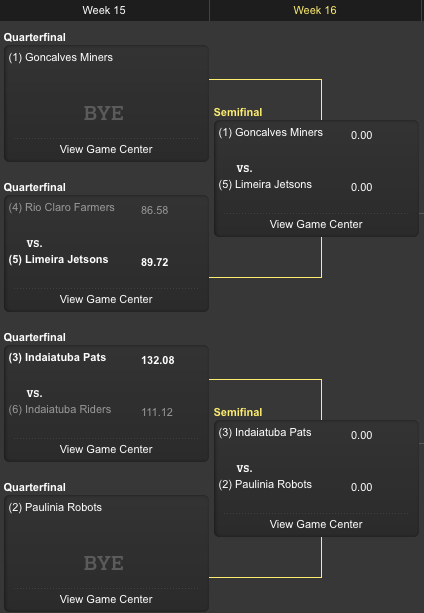 Week 15
Week 16
Quarterfinal
(1) Goncalves Miners
BYE
View Game Center
Semifinal
(1) Goncalves Miners 0.00
vs.
(5) Limeira Jetsons 0.00
View Game Center
Quarterfinal
(4) Rio Claro Farmers 86.58
vs.
(5) Limeira Jetsons 89.72
View Game Center
Quarterfinal
(3) Indaiatuba Pats 132.08
vs.
(6) Indaiatuba Riders 111.12
View Game Center
Semifinal
(3) Indaiatuba Pats 0.00
vs.
(2) Paulinia Robots 0.00
View Game Center
Quarterfinal
(2) Paulinia Robots
BYE
View Game Center